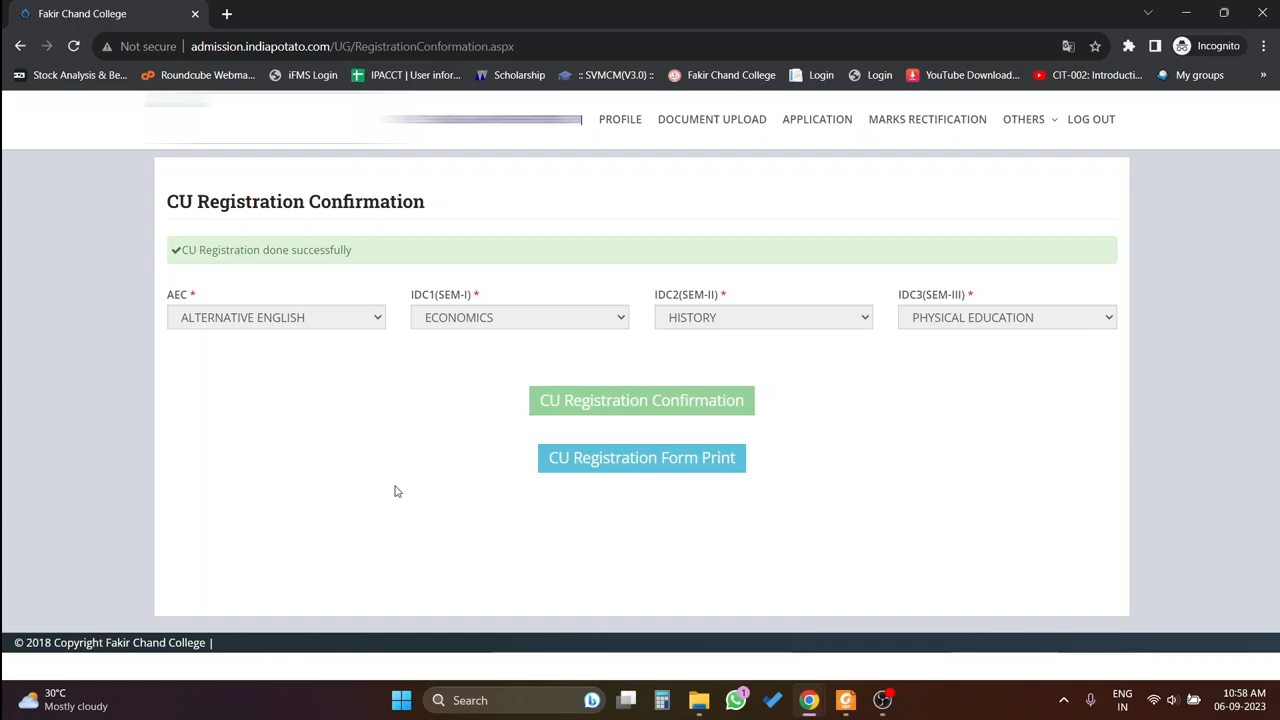 Fakir Chand College
Not secure
admission.indiapotato.com/UG/RegistrationConformation.aspx
Incognito
Stock Analysis & Be...
Roundcube Webma...
iFMS Login
IPACCT | User infor...
Scholarship
:: SVMCM(V3.0) ::
Fakir Chand College
Login
Login
YouTube Download...
CIT-002: Introducti...
My groups
»
PROFILE
DOCUMENT UPLOAD
APPLICATION
MARKS RECTIFICATION
OTHERS
LOG OUT
CU Registration Confirmation
CU Registration done successfully
AEC *
IDC1(SEM-I) *
IDC2(SEM-II) *
IDC3(SEM-III) *
ALTERNATIVE ENGLISH
ECONOMICS
HISTORY
PHYSICAL EDUCATION
CU Registration Confirmation
CU Registration Form Print
© 2018 Copyright Fakir Chand College |
30°C
Mostly cloudy
Search
1
ENG
IN
10:58 AM
06-09-2023